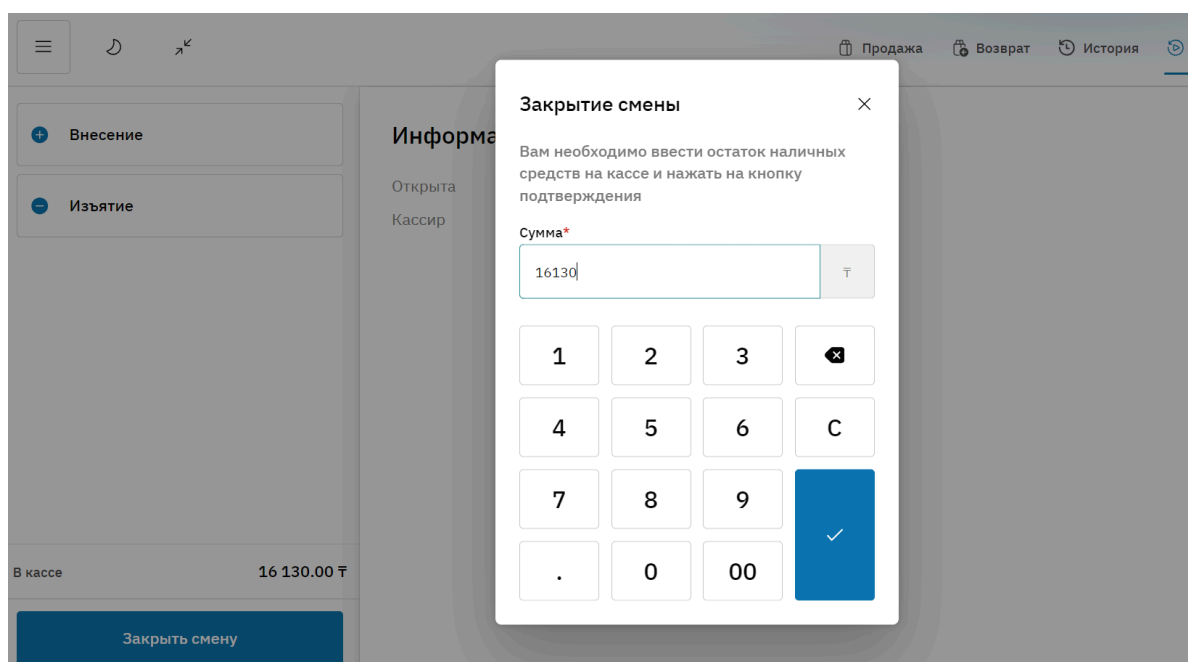 Продажа Возврат История
Закрытие смены
Внесение
Информа
Вам необходимо ввести остаток наличных
средств на кассе и нажать на кнопку
подтверждения
Открыта
Изъятие
Кассир
Сумма*
16130 ₸
1 2 3
4 5 6 C
7 8 9
. 0 00
В кассе 16 130.00 ₸
Закрыть смену